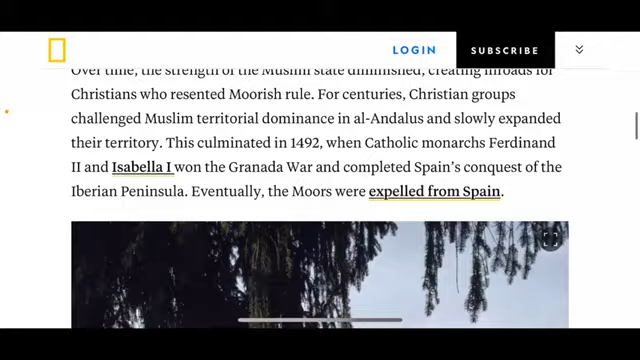 LOGIN
SUBSCRIBE
Over time, the strength of the Muslim state diminished, creating inroads for
Christians who resented Moorish rule. For centuries, Christian groups
challenged Muslim territorial dominance in al-Andalus and slowly expanded
their territory. This culminated in 1492, when Catholic monarchs Ferdinand
II and Isabella I won the Granada War and completed Spain’s conquest of the
Iberian Peninsula. Eventually, the Moors were expelled from Spain.